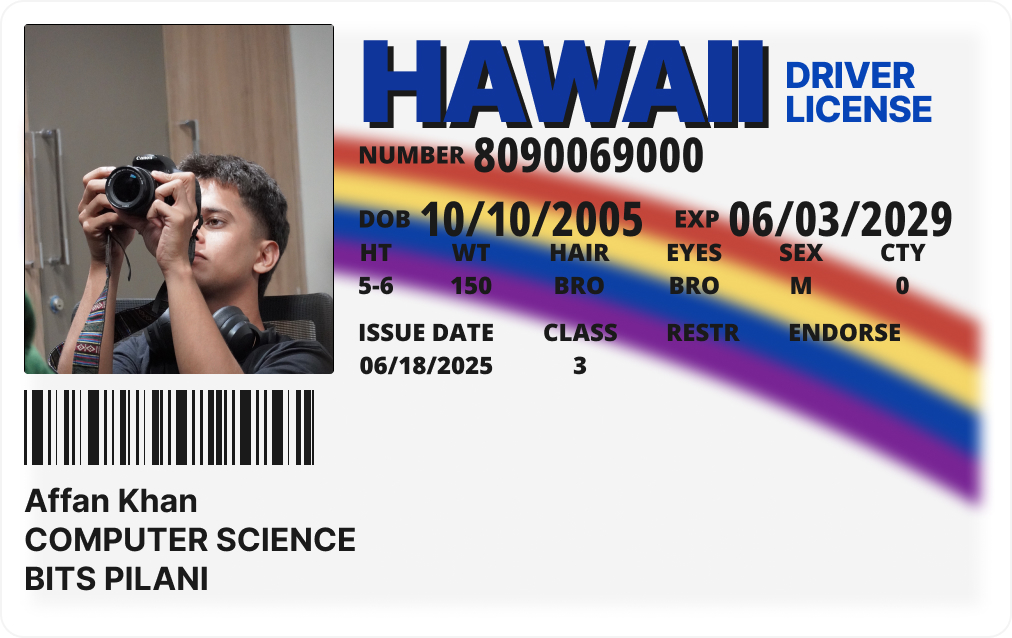 HAWAII DRIVER LICENSE
NUMBER 8090069000
DOB 10/10/2005 EXP 06/03/2029
HT WT HAIR EYES SEX CTY
5-6 150 BRO BRO M 0
ISSUE DATE CLASS RESTR ENDORSE
06/18/2025 3
Canon
Affan Khan
COMPUTER SCIENCE
BITS PILANI